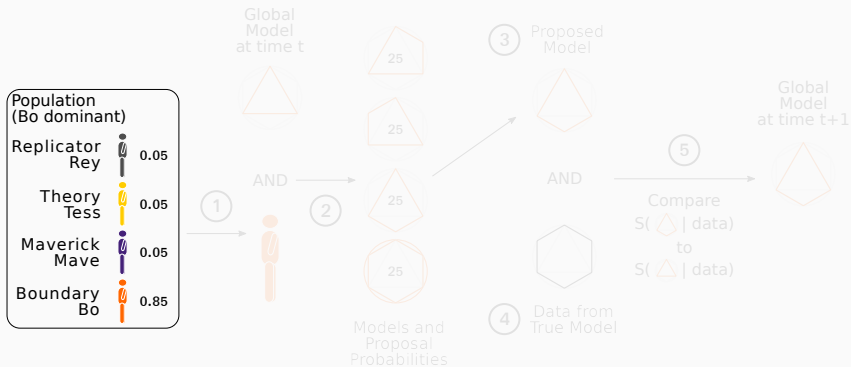 Global
Model
at time t
Population
(Bo dominant)
Replicator
Rey
0.05
Theory
Tess
0.05
Maverick
Mave
0.05
Boundary
Bo
0.85
1
AND
2
25
25
25
25
Models and
Proposal
Probabilities
3
Proposed
Model
AND
4
Data from
True Model
5
Compare
S( | data)
to
S( | data)
Global
Model
at time t+1